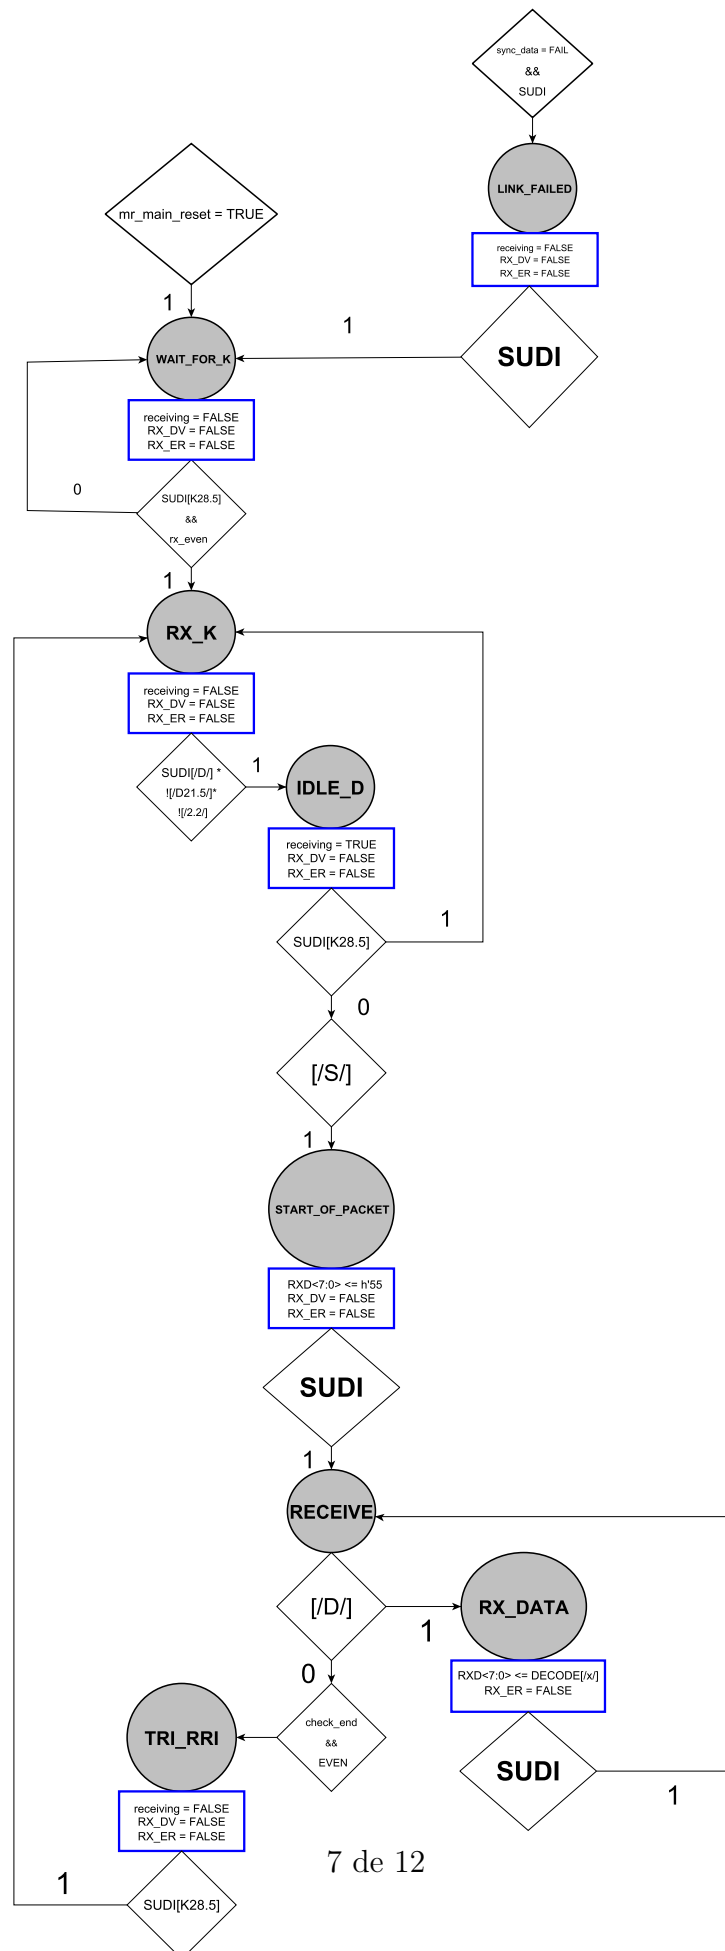 sync_data = FAIL
&&
SUDI
LINK_FAILED
receiving = FALSE
RX_DV = FALSE
RX_ER = FALSE
SUDI
1
mr_main_reset = TRUE
1
WAIT_FOR_K
receiving = FALSE
RX_DV = FALSE
RX_ER = FALSE
0
SUDI[K28.5]
&&
rx_even
1
RX_K
receiving = FALSE
RX_DV = FALSE
RX_ER = FALSE
SUDI[/D/] *
![/D21.5/]*
![/2.2/]
1
IDLE_D
receiving = TRUE
RX_DV = FALSE
RX_ER = FALSE
SUDI[K28.5]
1
0
[/S/]
1
START_OF_PACKET
RXD<7:0> <= h'55
RX_DV = FALSE
RX_ER = FALSE
SUDI
1
RECEIVE
[/D/]
1
RX_DATA
RXD<7:0> <= DECODE[/x/]
RX_ER = FALSE
SUDI
1
0
check_end
&&
EVEN
TRI_RRI
receiving = FALSE
RX_DV = FALSE
RX_ER = FALSE
SUDI[K28.5]
1
7 de 12